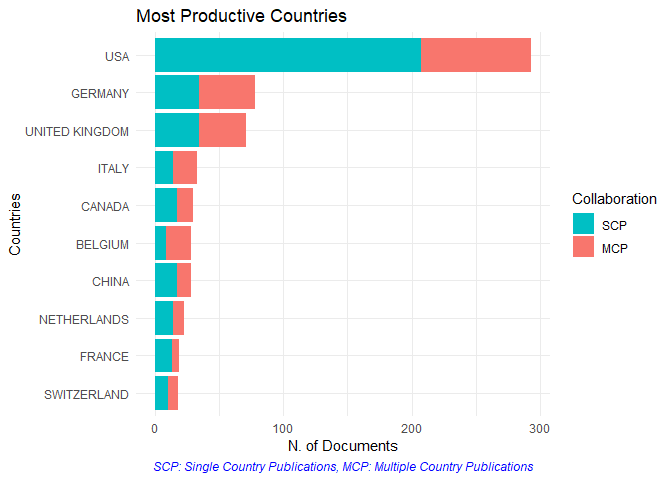 Most Productive Countries
USA
GERMANY
UNITED KINGDOM
ITALY
CANADA
BELGIUM
CHINA
NETHERLANDS
FRANCE
SWITZERLAND
Countries
0 100 200 300
N. of Documents
SCP: Single Country Publications, MCP: Multiple Country Publications
Collaboration
SCP
MCP